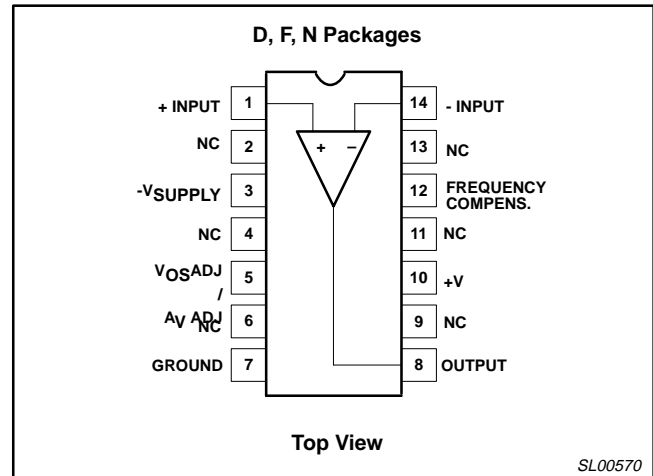 D, F, N Packages
+ INPUT 1 14 - INPUT
NC 2 13 NC
-VSUPPLY 3 12 FREQUENCY
COMPENS.
NC 4 11 NC
VOSADJ 5 10 +V
/
AV ADJ
NC 6 9 NC
GROUND 7 8 OUTPUT
+ −
Top View
SL00570